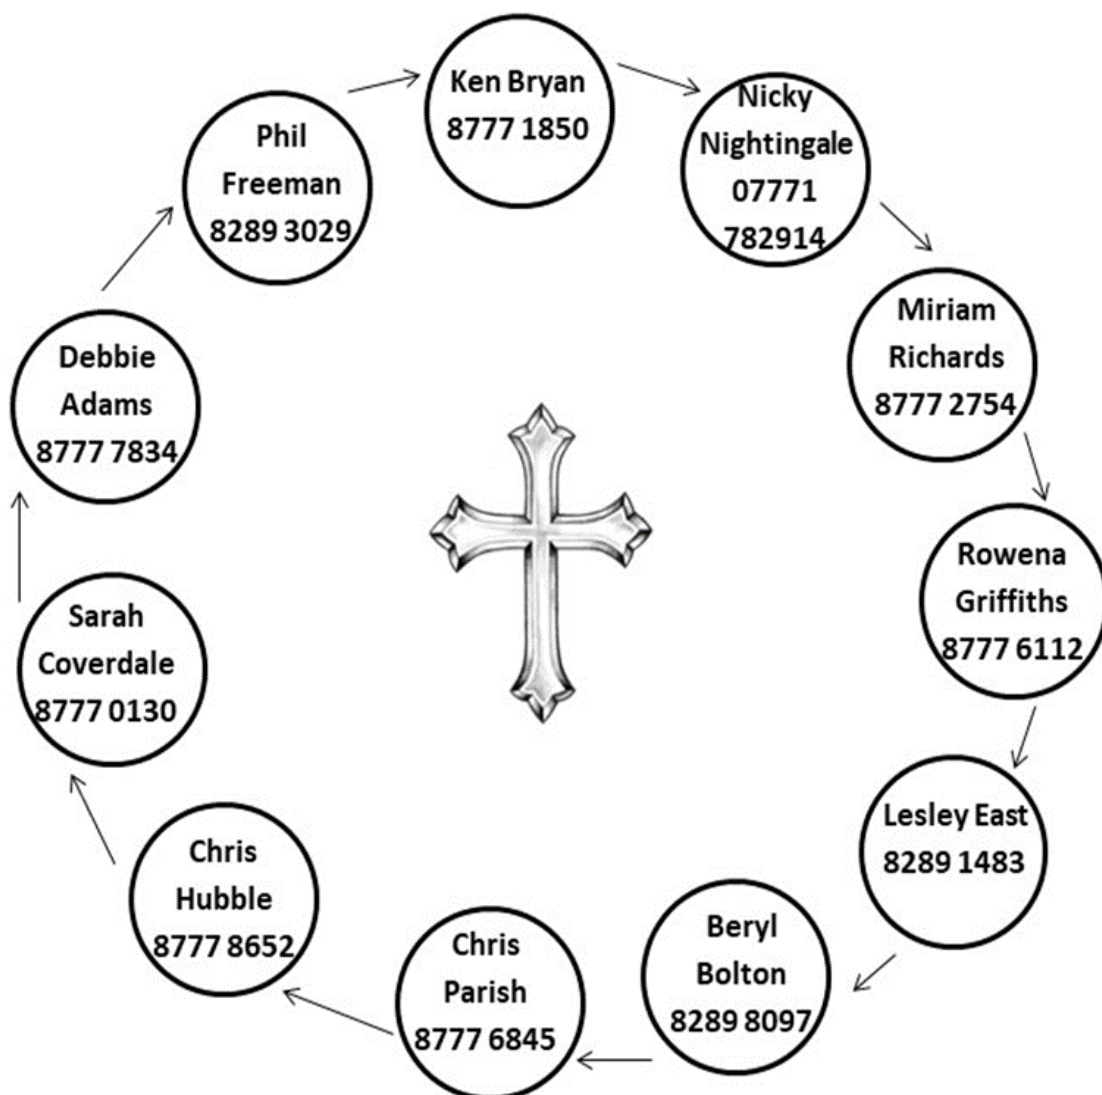 Ken Bryan
8777 1850
Nicky
Nightingale
07771
782914
Miriam
Richards
8777 2754
Rowena
Griffiths
8777 6112
Lesley East
8289 1483
Beryl
Bolton
8289 8097
Chris
Parish
8777 6845
Chris
Hubble
8777 8652
Sarah
Coverdale
8777 0130
Debbie
Adams
8777 7834
Phil
Freeman
8289 3029